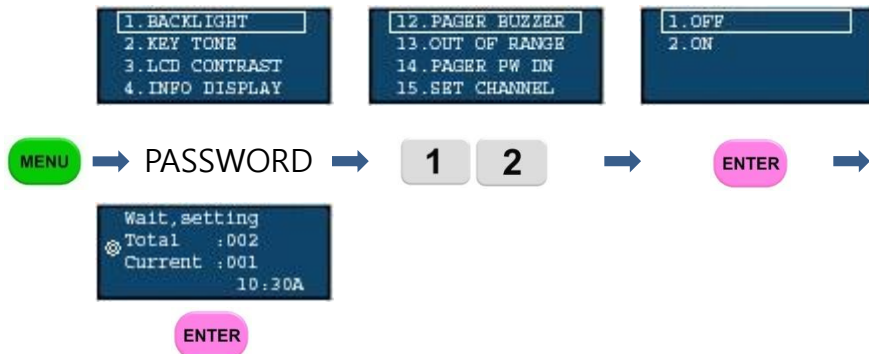 1.BACKLIGHT
2.KEY TONE
3.LCD CONTRAST
4.INFO DISPLAY
12.PAGER BUZZER
13.OUT OF RANGE
14.PAGER PW DN
15.SET CHANNEL
1.OFF
2.ON
MENU
PASSWORD
1 2
ENTER
Wait,setting
Total :002
Current :001
10:30A
ENTER